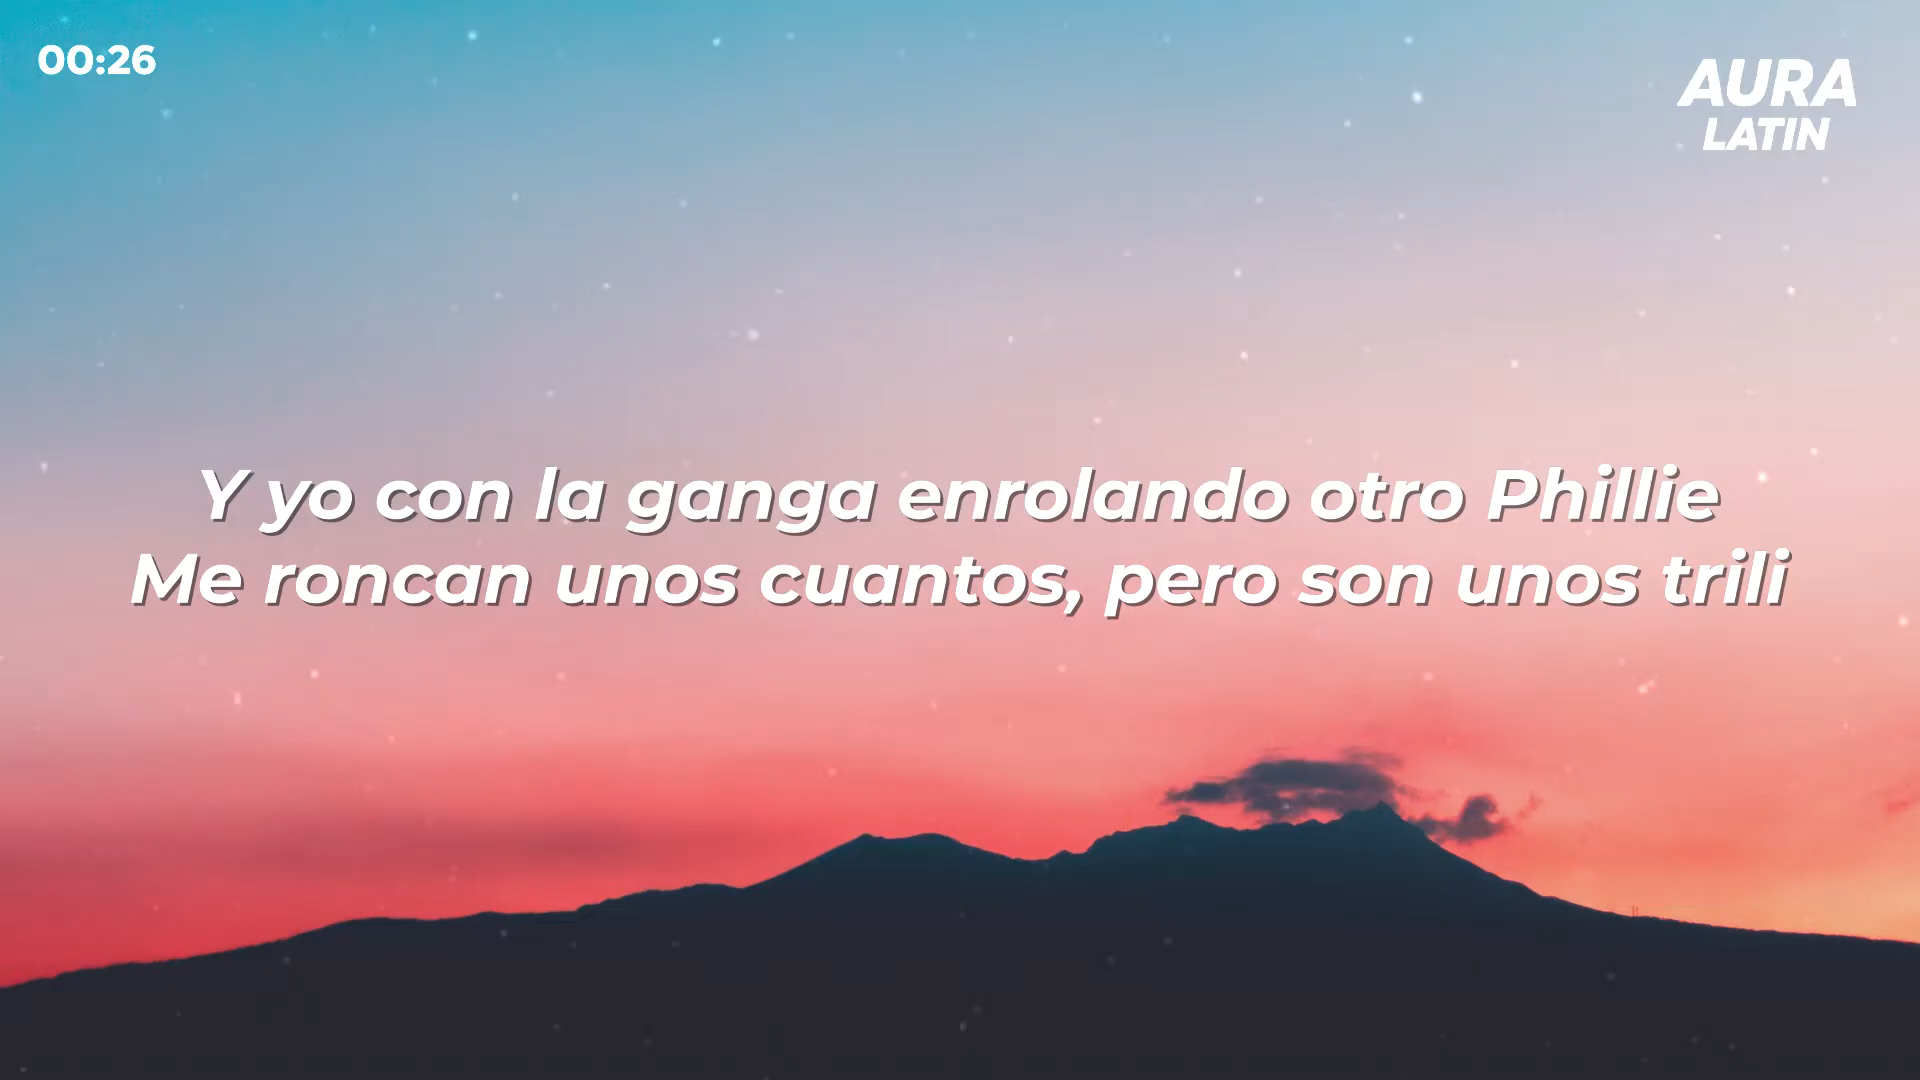 00:26
AURA
LATIN
Y yo con la ganga enrolando otro Phillie
Me roncan unos cuantos, pero son unos trili